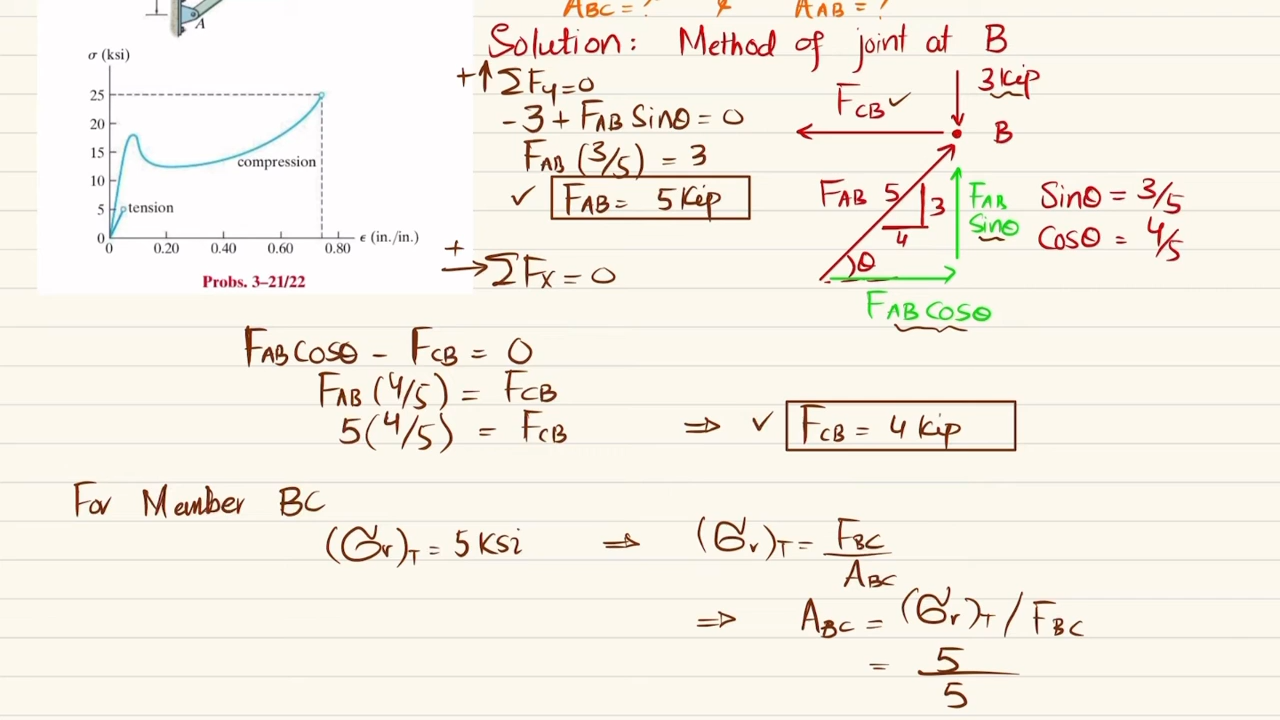 ABC = ? & AAB = ?
A
Solution: Method of joint at B
σ (ksi)
25
20
15
10
5
0
compression
tension
0 0.20 0.40 0.60 0.80 ϵ (in./in.)
Probs. 3–21/22
+↑ ΣFy = 0
-3 + FAB Sinθ = 0
FAB (3/5) = 3
✓ FAB = 5 Kip
+→ ΣFx = 0
3 Kip
FCB ✓
B
FAB 5 3
4
θ
FAB Sinθ
FAB COSθ
Sinθ = 3/5
COSθ = 4/5
FAB COSθ - FCB = 0
FAB (4/5) = FCB
5(4/5) = FCB ⇒ ✓ FCB = 4 Kip
For Member BC
(σr)T = 5 Ksi ⇒ (σr)T = FBC / ABC
⇒ ABC = (σr)T / FBC
= 5 / 5